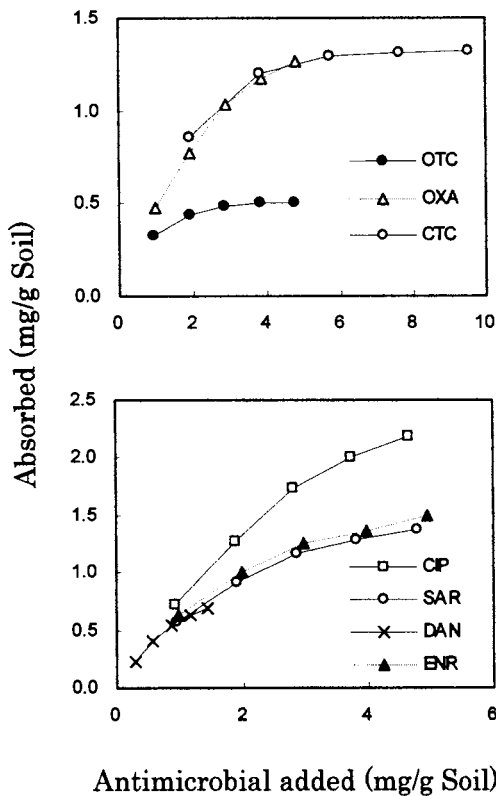 1.5
1.0
0.5
0.0
OTC
OXA
CTC
0 2 4 6 8 10
Absorbed (mg/g Soil)
2.5
2.0
1.5
1.0
0.5
0.0
CIP
SAR
DAN
ENR
0 2 4 6
Antimicrobial added (mg/g Soil)